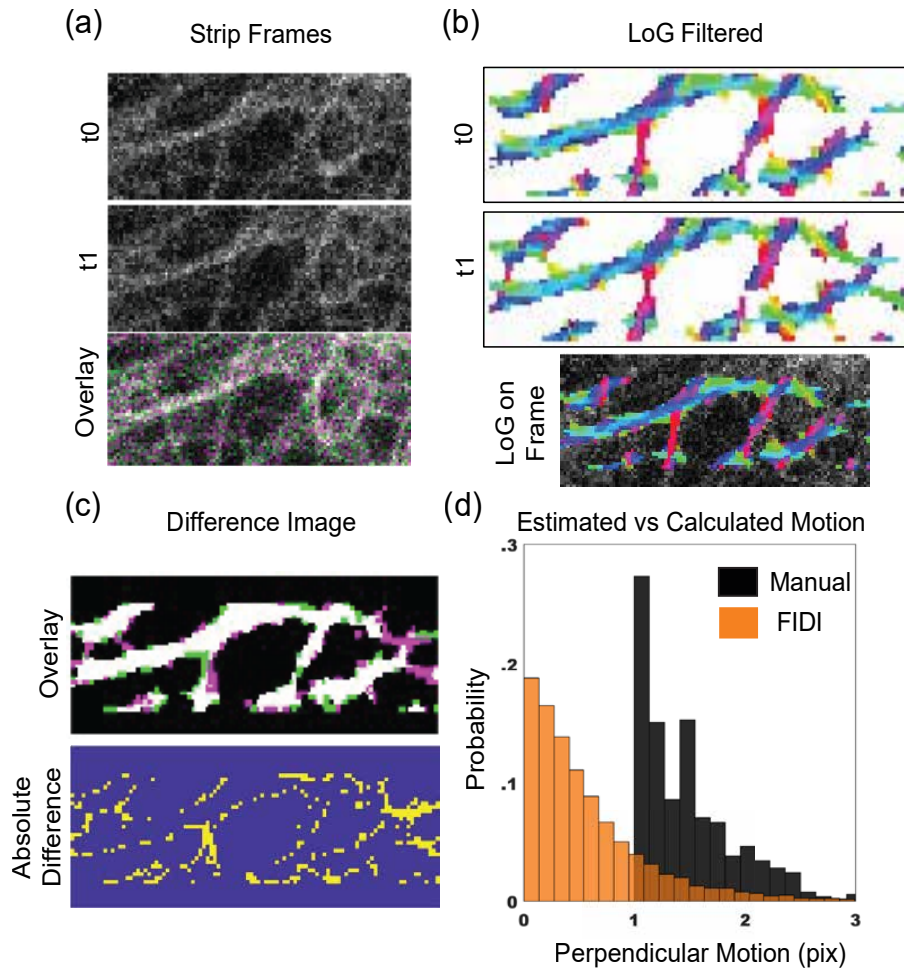 (a)
Strip Frames
t0
t1
Overlay
(b)
LoG Filtered
t0
t1
LoG on
Frame
(c)
Difference Image
Overlay
Absolute
Difference
(d)
Estimated vs Calculated Motion
.3
.2
.1
0
Probability
Manual
FIDI
0 1 2 3
Perpendicular Motion (pix)